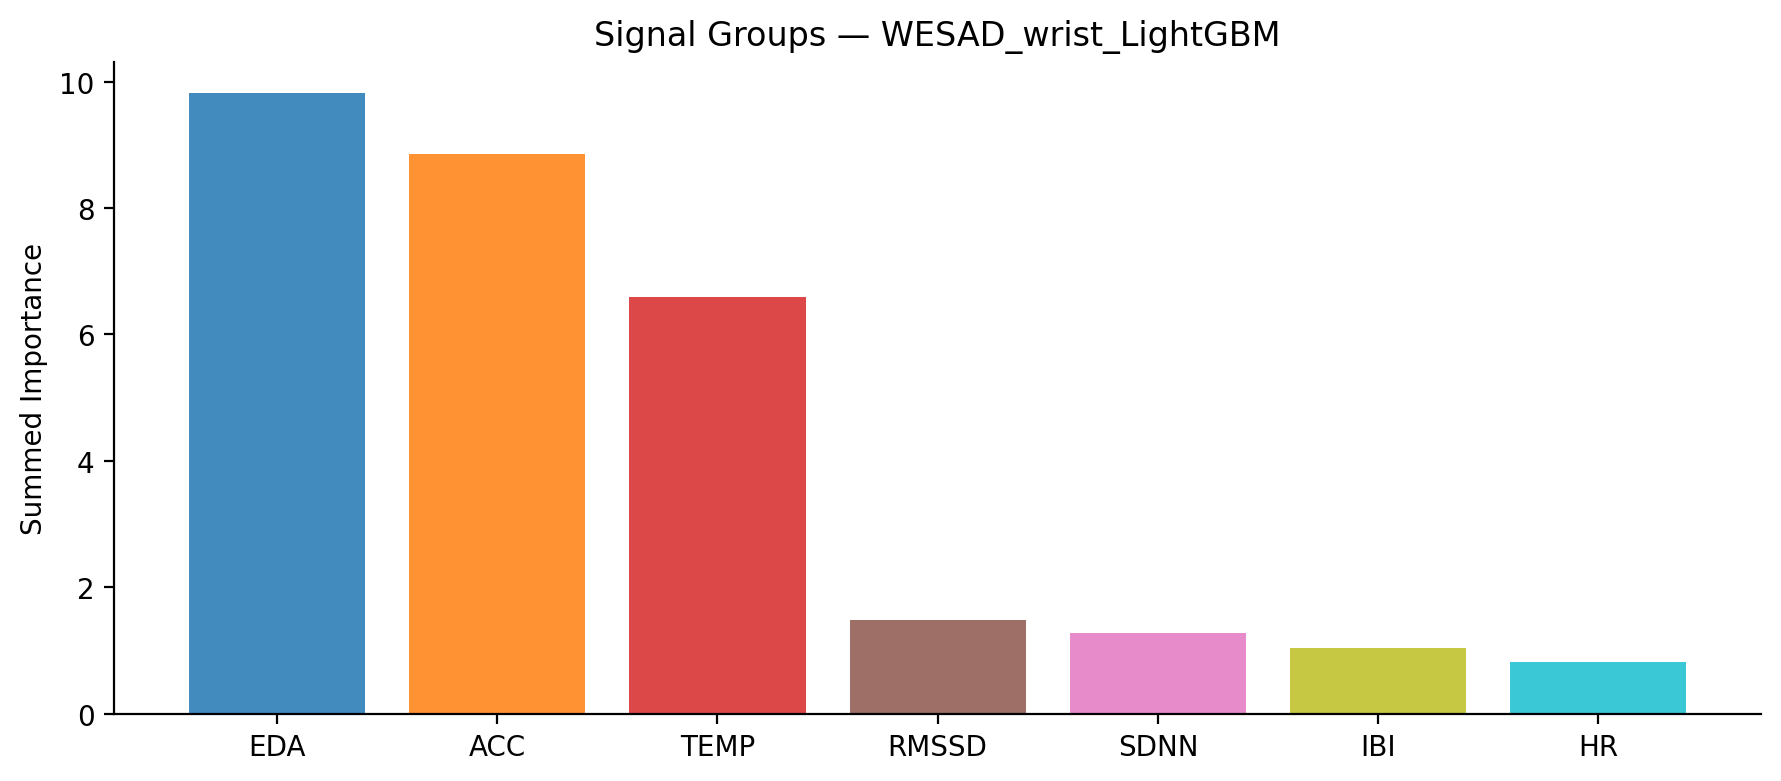 Signal Groups — WESAD_wrist_LightGBM
Summed Importance
10
8
6
4
2
0
EDA ACC TEMP RMSSD SDNN IBI HR